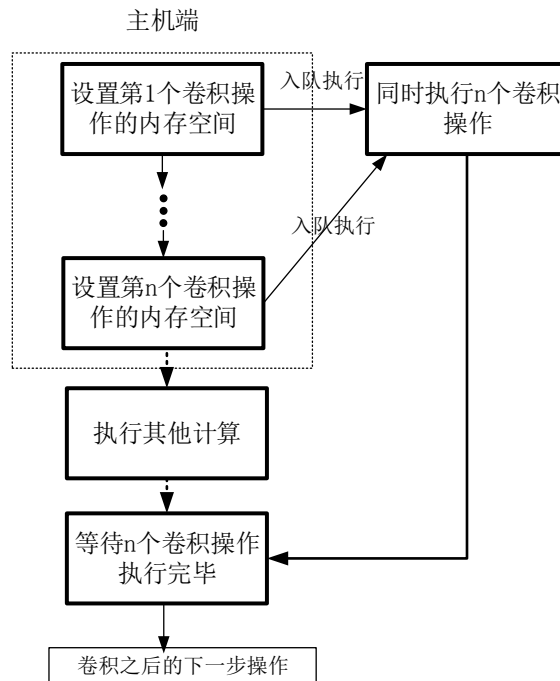 主机端
设置第1个卷积操
作的内存空间
入队执行
同时执行n个卷积
操作
入队执行
设置第n个卷积操
作的内存空间
执行其他计算
等待n个卷积操作
执行完毕
卷积之后的下一步操作